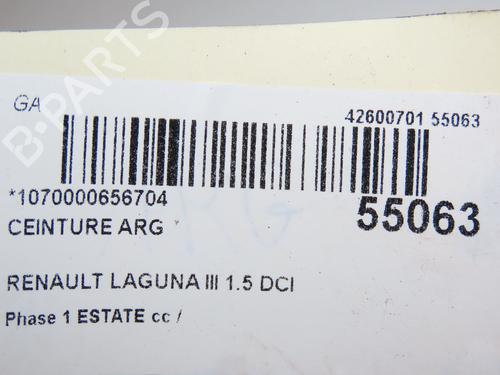 B-PARTS
GA
42600701 55063
*1070000656704
55063
CEINTURE ARG
RENAULT LAGUNA III 1.5 DCI
Phase 1 ESTATE cc /